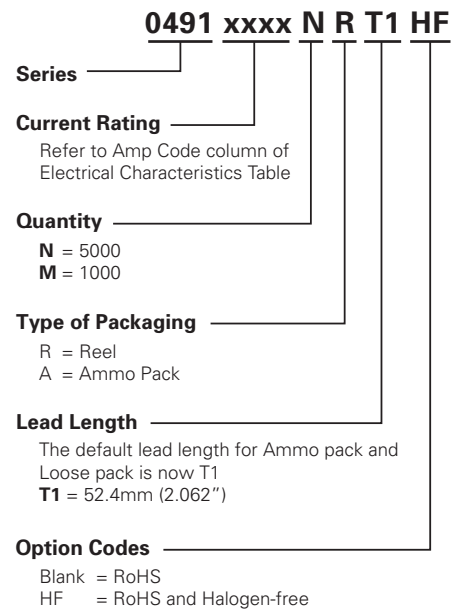 0491 xxxx N R T1 HF
Series
Current Rating
Refer to Amp Code column of
Electrical Characteristics Table
Quantity
N = 5000
M = 1000
Type of Packaging
R = Reel
A = Ammo Pack
Lead Length
The default lead length for Ammo pack and
Loose pack is now T1
T1 = 52.4mm (2.062”)
Option Codes
Blank = RoHS
HF = RoHS and Halogen-free